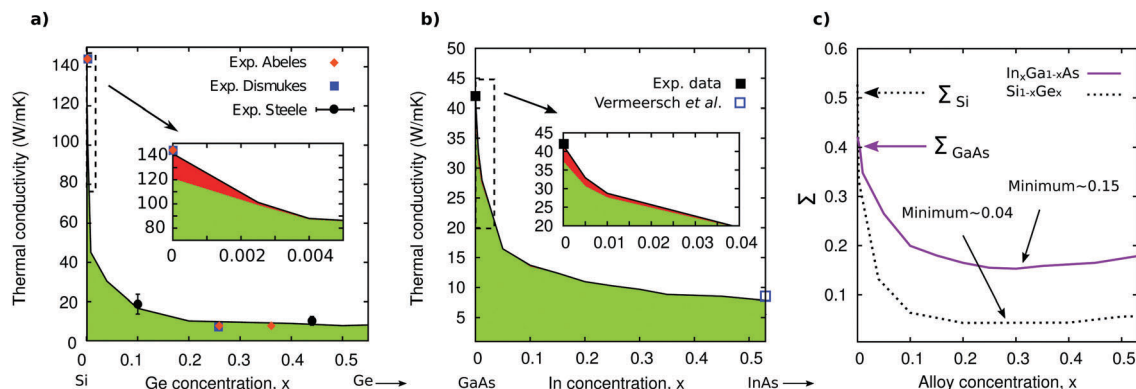 a)
Thermal conductivity (W/mK)
140
120
100
80
60
40
20
0
Exp. Abeles
Exp. Dismukes
Exp. Steele
140
120
100
80
0 0.002 0.004
0 0.1 0.2 0.3 0.4 0.5
Si Ge concentration, x Ge
b)
Thermal conductivity (W/mK)
50
45
40
35
30
25
20
15
10
5
Exp. data
Vermeersch et al.
45
40
35
30
25
20
0 0.01 0.02 0.03 0.04
0 0.1 0.2 0.3 0.4 0.5
GaAs In concentration, x InAs
c)
Σ
0.6
0.5
0.4
0.3
0.2
0.1
InxGa1-xAs
Si1-xGex
Σ Si
Σ GaAs
Minimum~0.15
Minimum~0.04
0 0.1 0.2 0.3 0.4 0.5
Alloy concentration, x